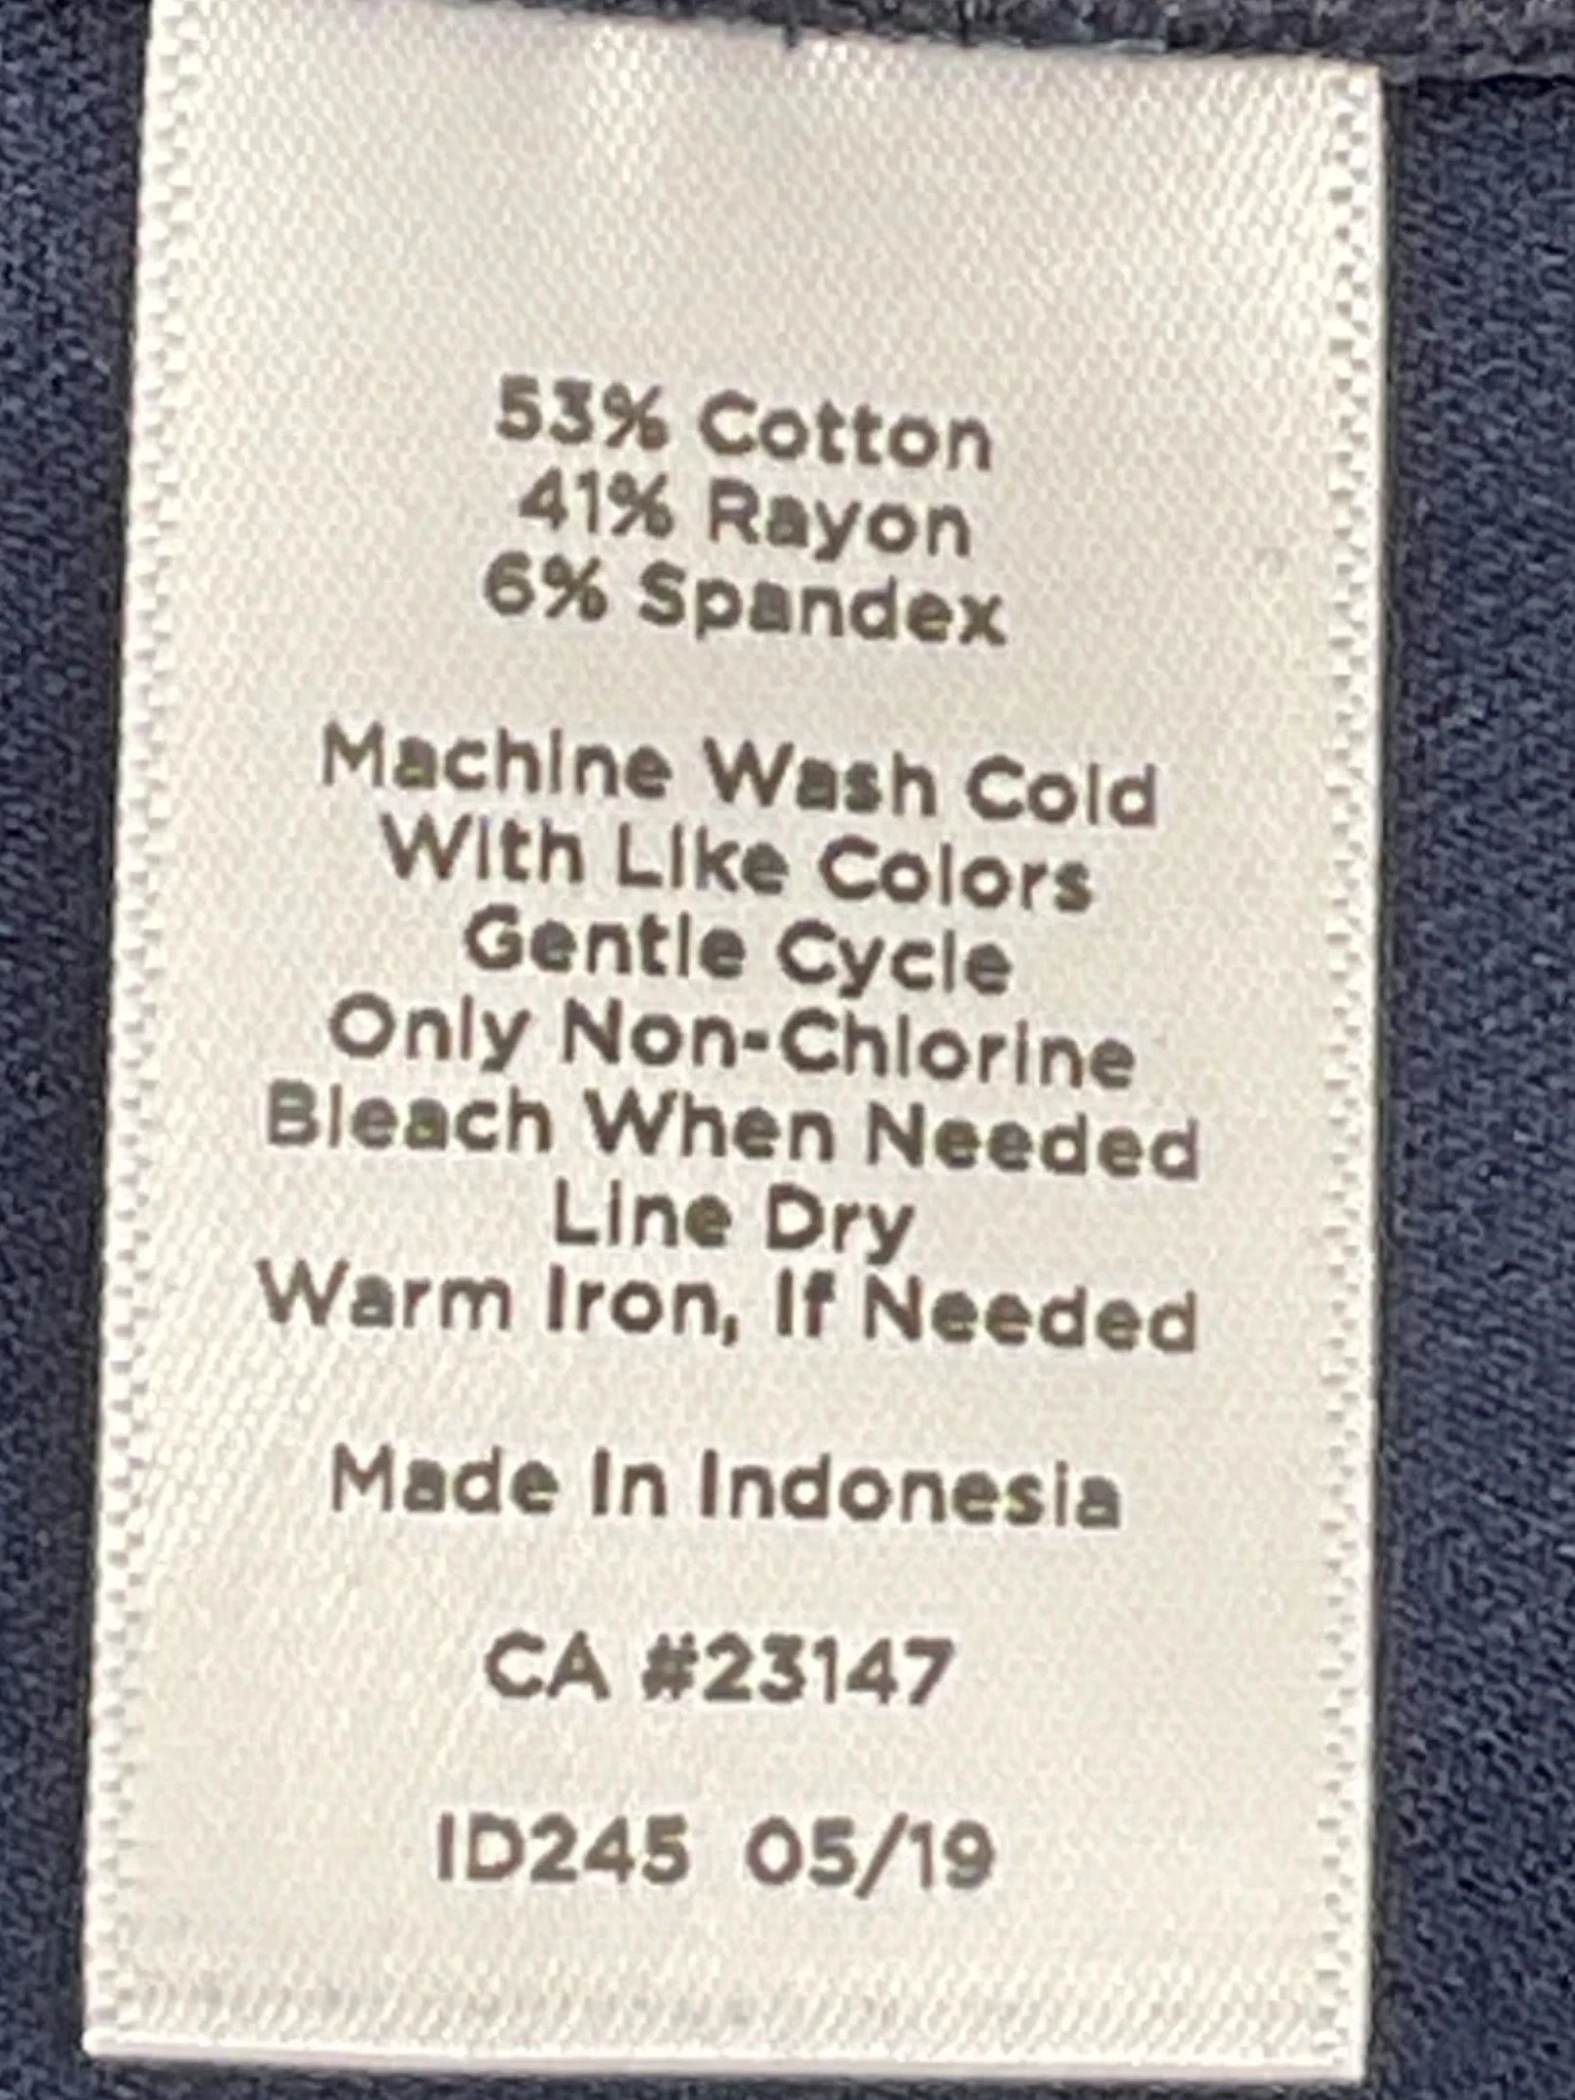 53% Cotton
41% Rayon
6% Spandex
Machine Wash Cold
With Like Colors
Gentle Cycle
Only Non-Chlorine
Bleach When Needed
Line Dry
Warm Iron, If Needed
Made In Indonesia
CA #23147
ID245 05/19